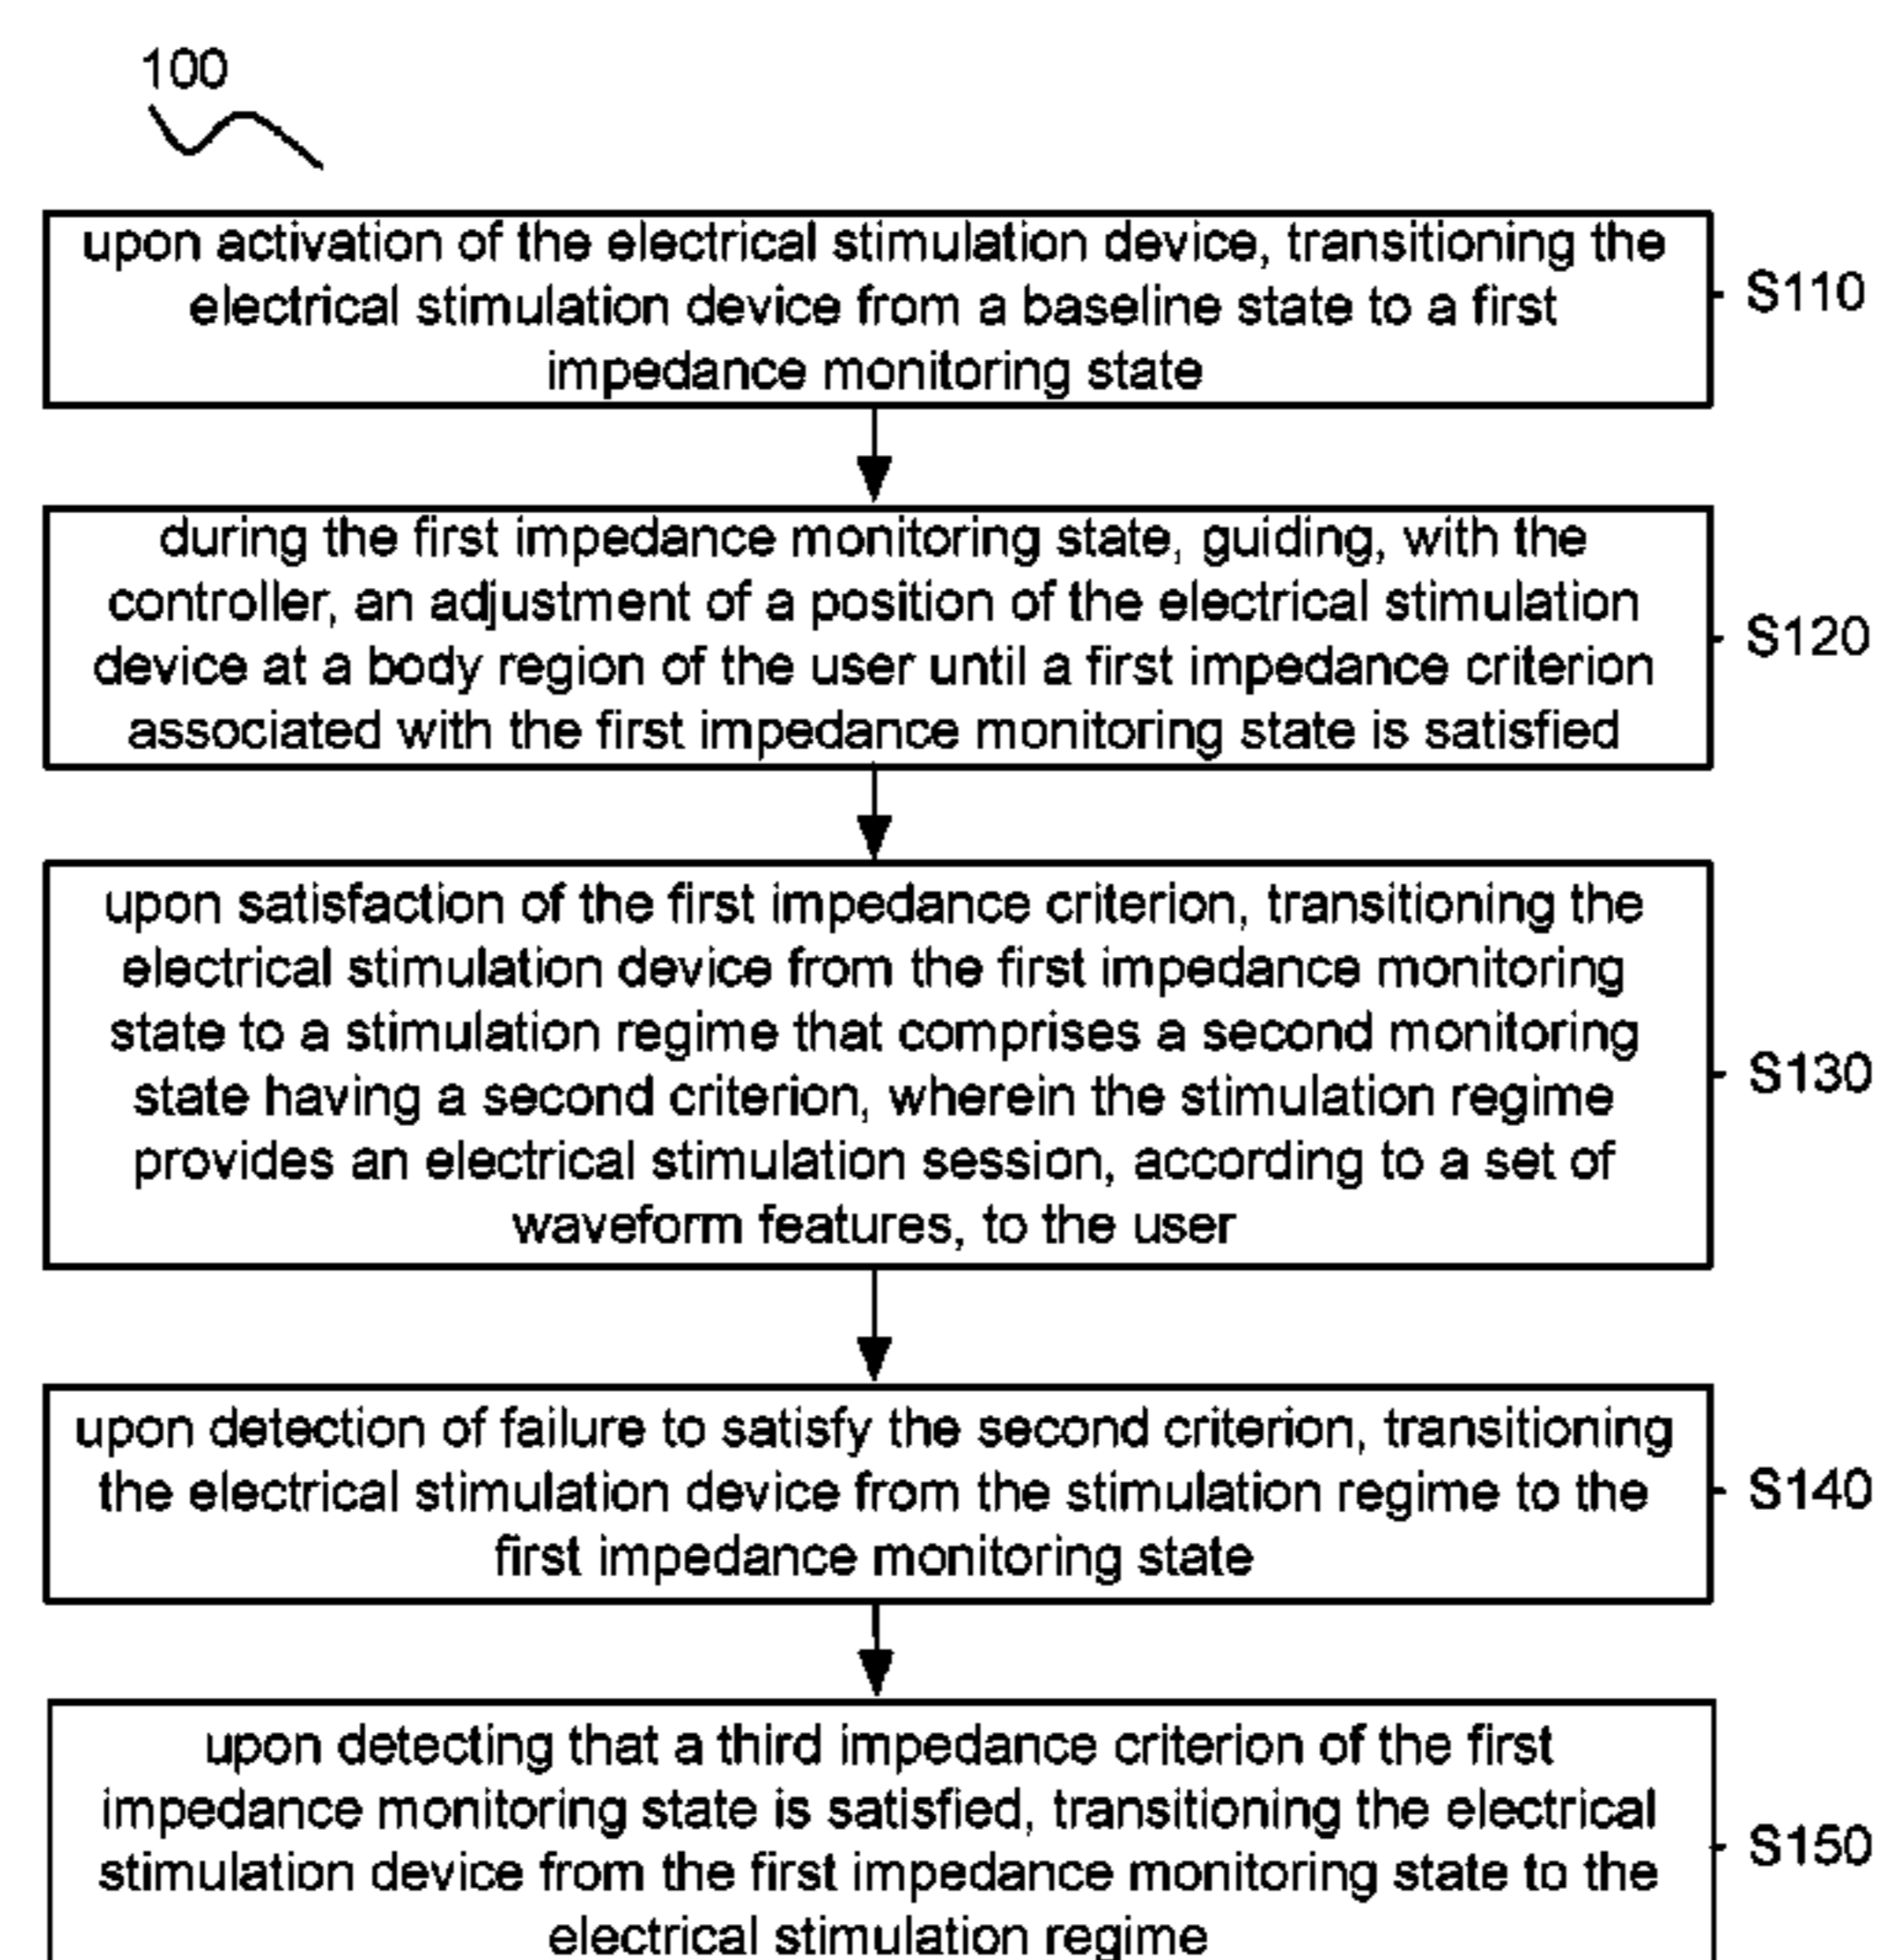 100
upon activation of the electrical stimulation device, transitioning the
electrical stimulation device from a baseline state to a first
impedance monitoring state
S110
during the first impedance monitoring state, guiding, with the
controller, an adjustment of a position of the electrical stimulation
device at a body region of the user until a first impedance criterion
associated with the first impedance monitoring state is satisfied
S120
upon satisfaction of the first impedance criterion, transitioning the
electrical stimulation device from the first impedance monitoring
state to a stimulation regime that comprises a second monitoring
state having a second criterion, wherein the stimulation regime
provides an electrical stimulation session, according to a set of
waveform features, to the user
S130
upon detection of failure to satisfy the second criterion, transitioning
the electrical stimulation device from the stimulation regime to the
first impedance monitoring state
S140
upon detecting that a third impedance criterion of the first
impedance monitoring state is satisfied, transitioning the electrical
stimulation device from the first impedance monitoring state to the
electrical stimulation regime
S150